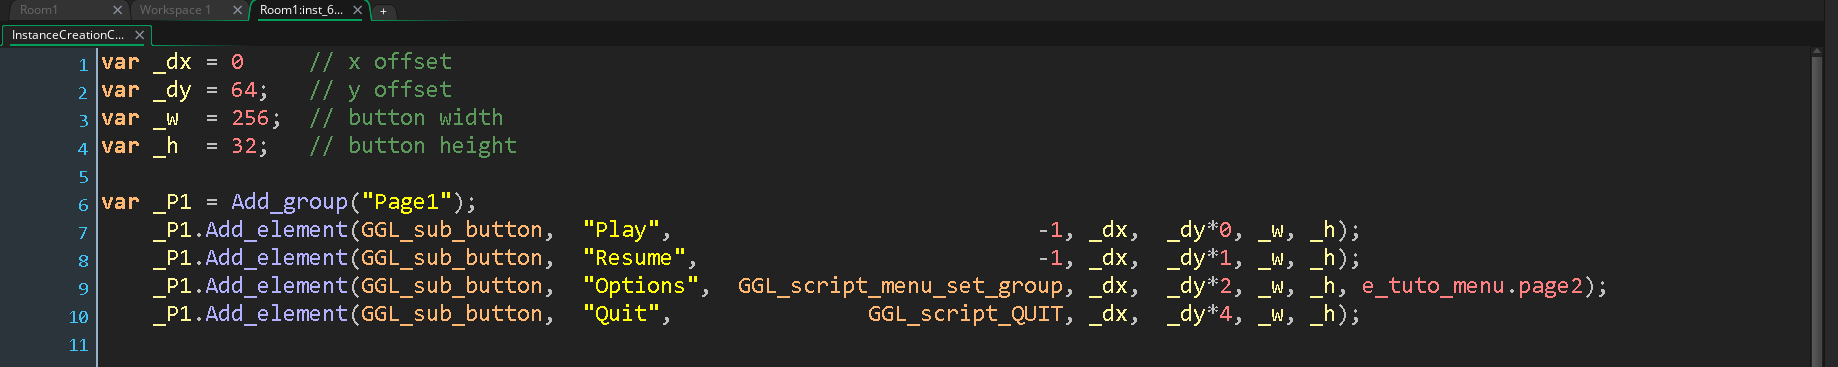 Room1 × Workspace 1 × Room1:inst_6... × +
InstanceCreationC... ×
1 var _dx = 0     // x offset
2 var _dy = 64;   // y offset
3 var _w  = 256;  // button width
4 var _h  = 32;   // button height
5
6 var _P1 = Add_group("Page1");
7     _P1.Add_element(GGL_sub_button,  "Play",                            -1, _dx,  _dy*0, _w, _h);
8     _P1.Add_element(GGL_sub_button,  "Resume",                          -1, _dx,  _dy*1, _w, _h);
9     _P1.Add_element(GGL_sub_button,  "Options",  GGL_script_menu_set_group, _dx,  _dy*2, _w, _h, e_tuto_menu.page2);
10     _P1.Add_element(GGL_sub_button,  "Quit",               GGL_script_QUIT, _dx,  _dy*4, _w, _h);
11